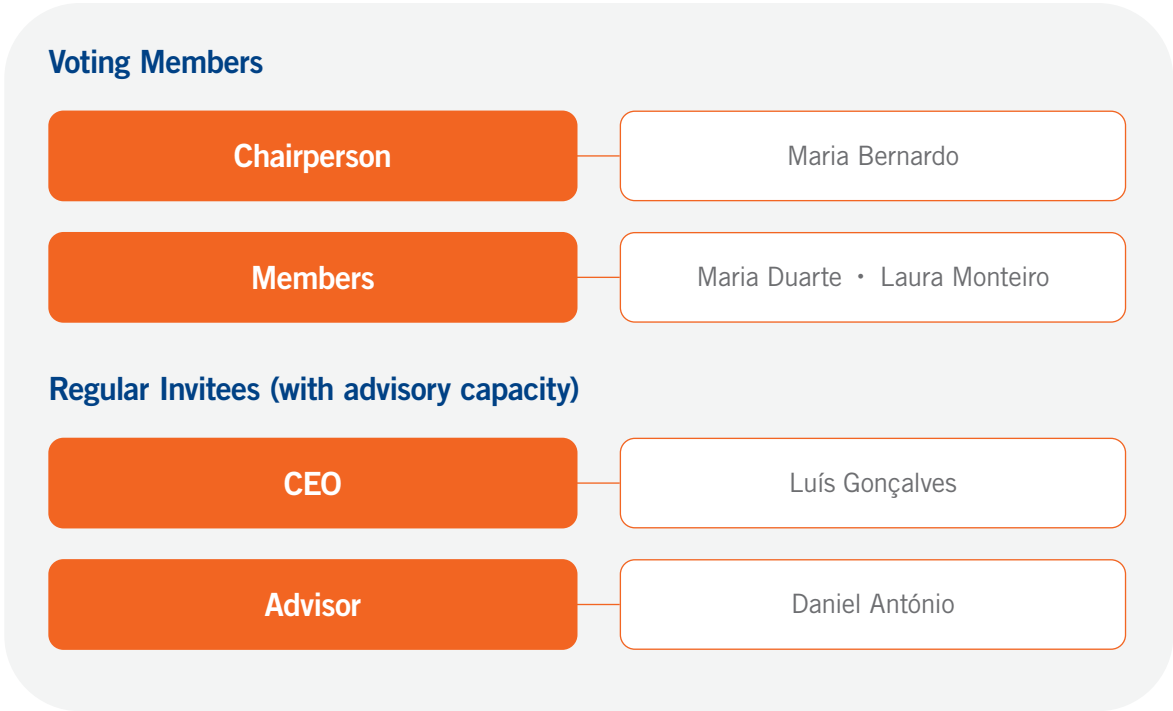 Voting Members
Chairperson
Maria Bernardo
Members
Maria Duarte • Laura Monteiro
Regular Invitees (with advisory capacity)
CEO
Luís Gonçalves
Advisor
Daniel António